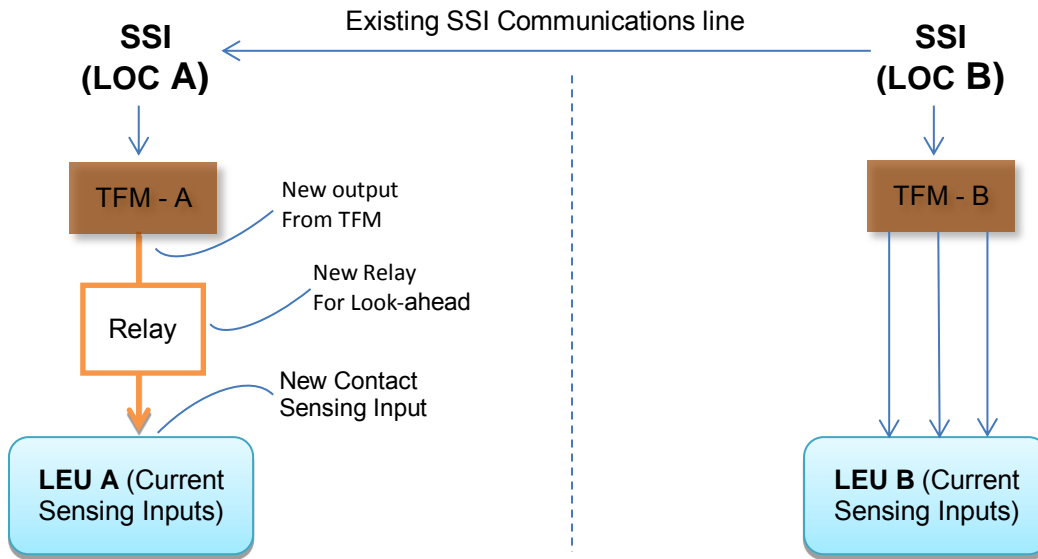 Existing SSI Communications line
SSI
(LOC A)
SSI
(LOC B)
TFM - A
New output
From TFM
TFM - B
New Relay
For Look-ahead
Relay
New Contact
Sensing Input
LEU A (Current
Sensing Inputs)
LEU B (Current
Sensing Inputs)